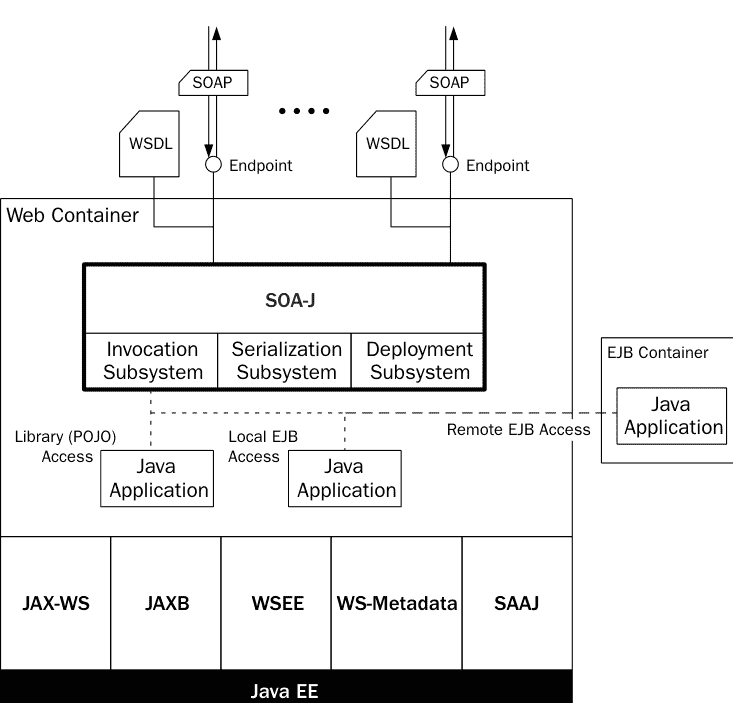 SOAP
SOAP
WSDL
Endpoint
WSDL
Endpoint
Web Container
SOA-J
Invocation
Subsystem
Serialization
Subsystem
Deployment
Subsystem
EJB Container
Java
Application
Library (POJO)
Access
Local EJB
Access
Remote EJB Access
Java
Application
Java
Application
JAX-WS
JAXB
WSEE
WS-Metadata
SAAJ
Java EE